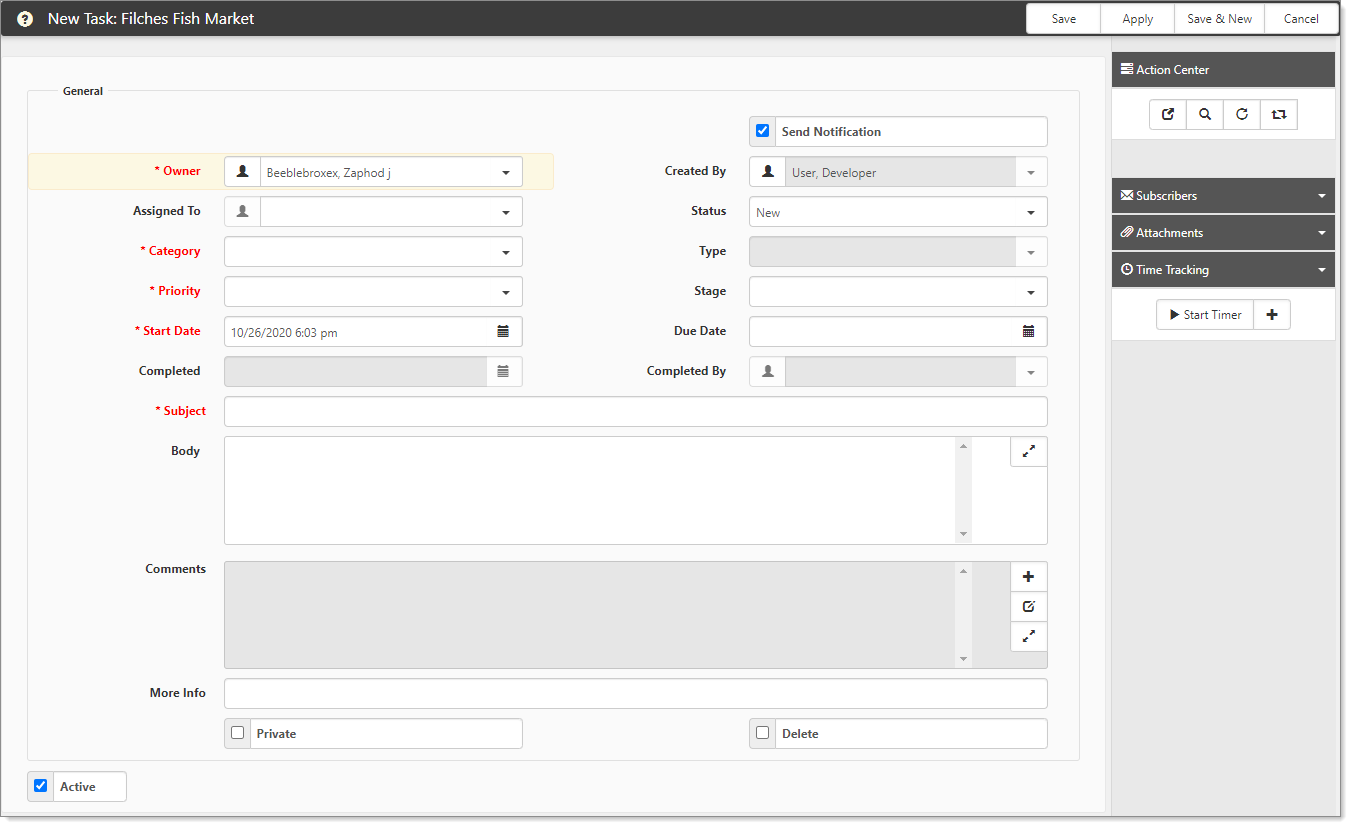 New Task: Filches Fish Market
Save Apply Save & New Cancel
Action Center
General
Send Notification
* Owner Beeblebroxex, Zaphod j Created By User, Developer
Subscribers
Assigned To Status New
Attachments
* Category Type
Time Tracking
* Priority Stage
Start Timer
* Start Date 10/26/2020 6:03 pm Due Date
Completed Completed By
* Subject
Body
Comments
More Info
Private Delete
Active